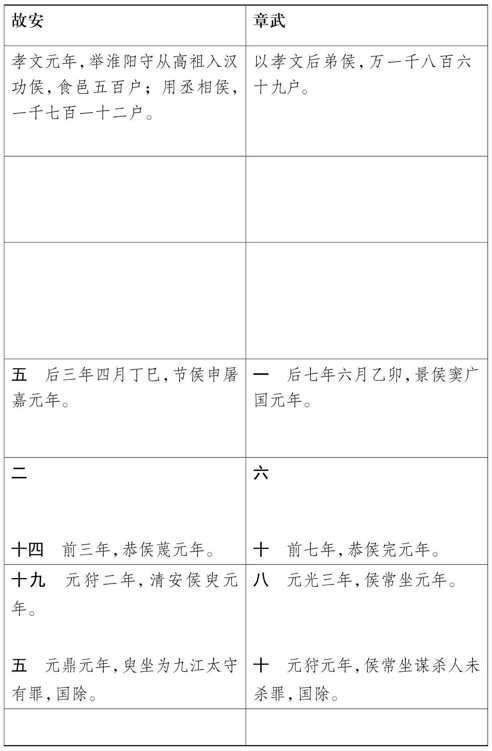 故安
章武
孝文元年，举淮阳守从高祖入汉
功侯，食邑五百户；用丞相侯，
一千七百一十二户。
以孝文后弟侯，万一千八百六
十九户。
五　后三年四月丁巳，节侯申屠
嘉元年。
一　后七年六月乙卯，景侯窦广
国元年。
二
十四　前三年，恭侯蔑元年。
六
十　前七年，恭侯完元年。
十九　元狩二年，清安侯臾元
年。
五　元鼎元年，臾坐为九江太守
有罪，国除。
八　元光三年，侯常坐元年。
十　元狩元年，侯常坐谋杀人未
杀罪，国除。